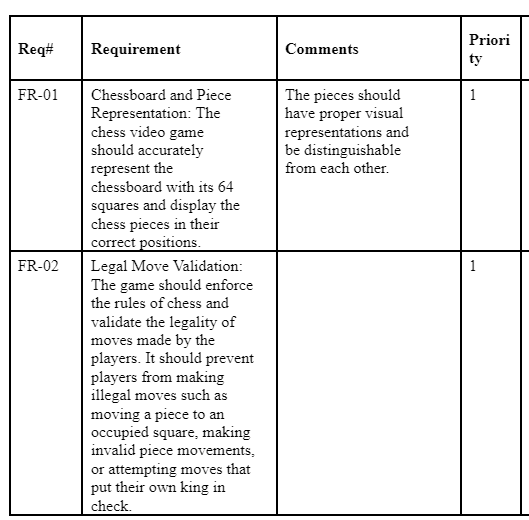 Req# Requirement Comments Priori
ty
FR-01 Chessboard and Piece The pieces should 1
Representation: The have proper visual
chess video game representations and
should accurately be distinguishable
represent the from each other.
chessboard with its 64
squares and display the
chess pieces in their
correct positions.
FR-02 Legal Move Validation: 1
The game should enforce
the rules of chess and
validate the legality of
moves made by the
players. It should prevent
players from making
illegal moves such as
moving a piece to an
occupied square, making
invalid piece movements,
or attempting moves that
put their own king in
check.